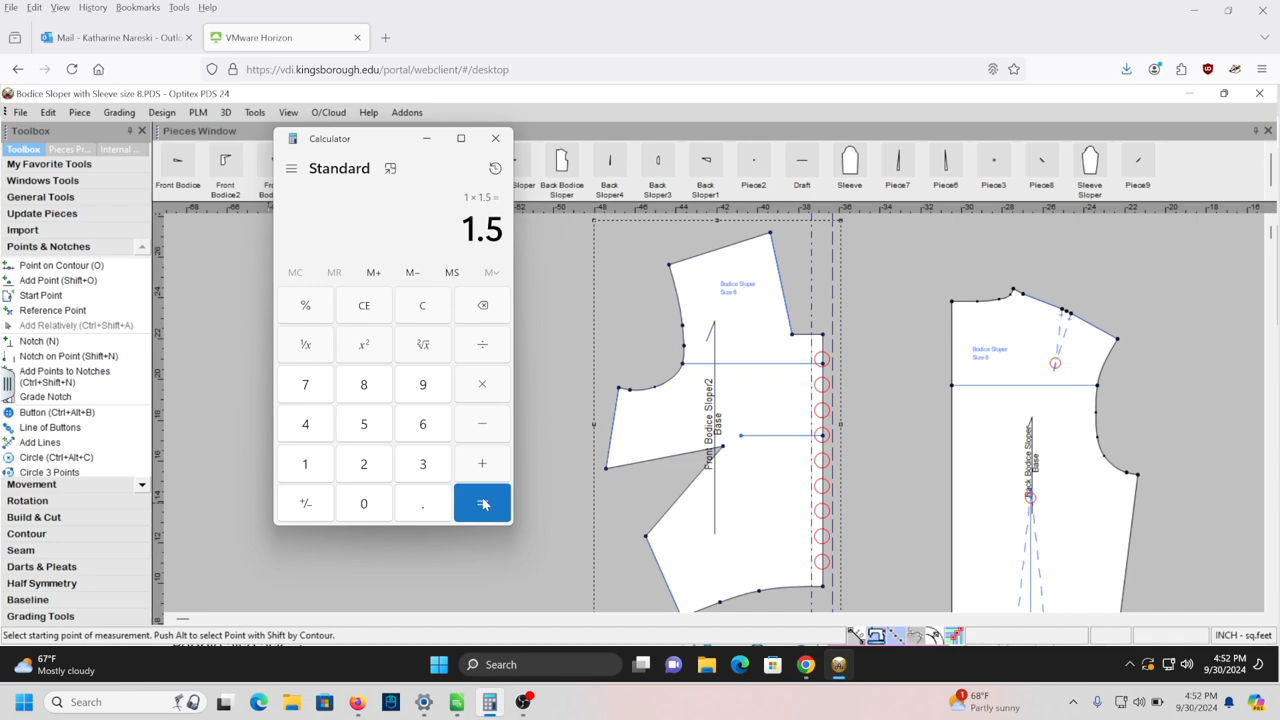 File Edit View History Bookmarks Tools Help
Mail - Katharine Nareski - Outlo
VMware Horizon
https://vdi.kingsborough.edu/portal/webclient/#/desktop
Bodice Sloper with Sleeve size 8.PDS - Optitex PDS 24
File Edit Piece Grading Design PLM 3D Tools View O/Cloud Help Addons
Toolbox
Pieces Window
Toolbox Pieces Pr... Internal ...
My Favorite Tools
Windows Tools
General Tools
Update Pieces
Import
Points & Notches
Point on Contour (O)
Add Point (Shift+O)
Start Point
Reference Point
Add Relatively (Ctrl+Shift+A)
Notch (N)
Notch on Point (Shift+N)
Add Points to Notches
(Ctrl+Shift+N)
Grade Notch
Button (Ctrl+Alt+B)
Line of Buttons
Add Lines
Circle (Ctrl+Alt+C)
Circle 3 Points
Movement
Rotation
Build & Cut
Contour
Seam
Darts & Pleats
Half Symmetry
Baseline
Grading Tools
Front Bodice
Back Bodice
Sloper
Back
Sloper4
Back
Sloper3
Back
Sloper1
Piece2
Draft
Sleeve
Piece7
Piece6
Piece3
Piece8
Sleeve
Sloper
Piece9
Calculator
Standard
1 × 1.5 =
1.5
MC MR M+ M− MS M˅
% CE C
¹/x x² ²√x ÷
7 8 9 ×
4 5 6 −
1 2 3 +
+/− 0 . =
Bodice Sloper
Size 8
Front Bodice Sloper2
Base
Bodice Sloper
Size 8
Back Bodice Sloper
Base
Select starting point of measurement. Push Alt to select Point with Shift by Contour.
INCH - sq.feet
67°F
Mostly cloudy
Search
4:52 PM
9/30/2024
Search
68°F
Partly sunny
4:52 PM
9/30/2024